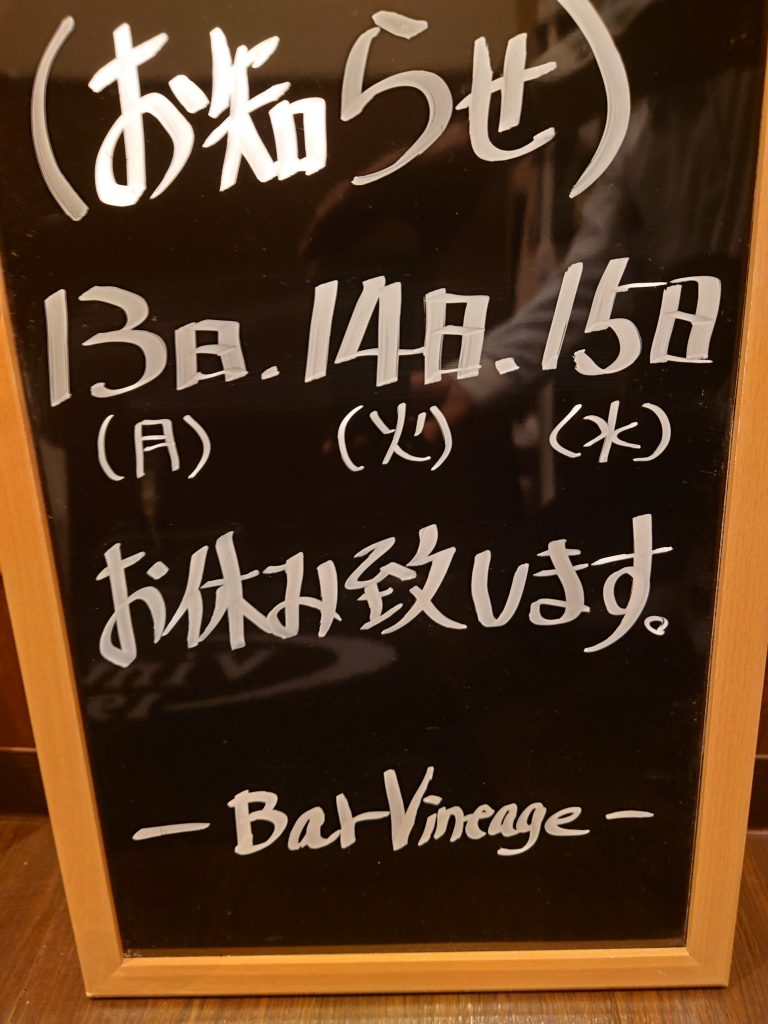 (お知らせ)
13日.14日.15日
(月) (火) (水)
お休み致します。
－Bar Vineage－